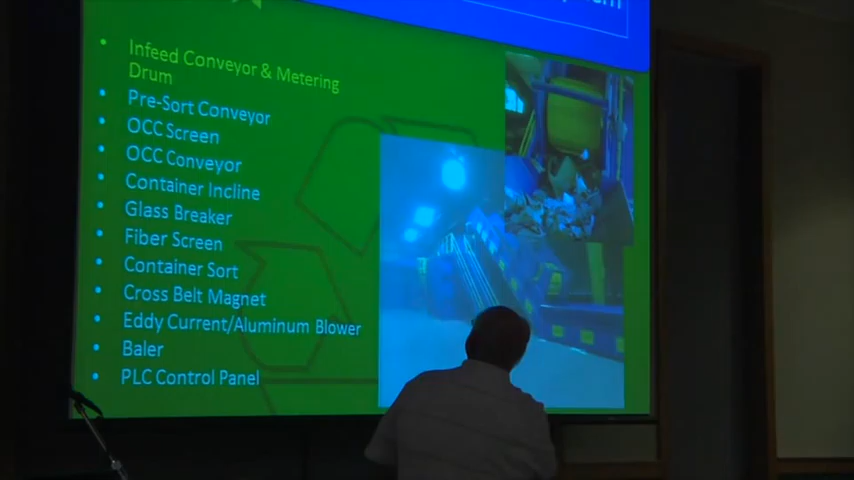 Infeed Conveyor & Metering
Drum
Pre-Sort Conveyor
OCC Screen
OCC Conveyor
Container Incline
Glass Breaker
Fiber Screen
Container Sort
Cross Belt Magnet
Eddy Current/Aluminum Blower
Baler
PLC Control Panel